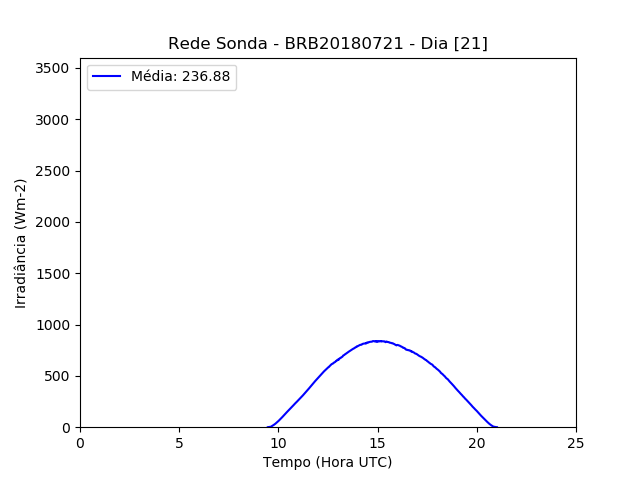 Rede Sonda - BRB20180721 - Dia [21]
Média: 236.88
Irradiância (Wm-2)
3500
3000
2500
2000
1500
1000
500
0
0 5 10 15 20 25
Tempo (Hora UTC)